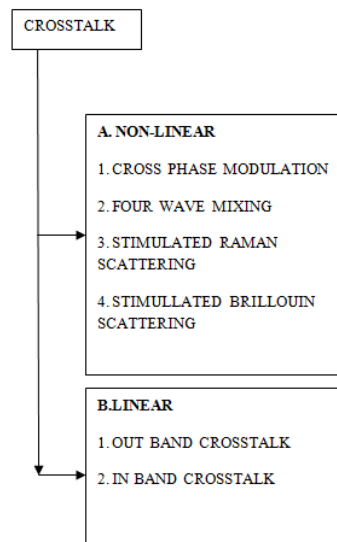 CROSSTALK
A. NON-LINEAR
1. CROSS PHASE MODULATION
2. FOUR WAVE MIXING
3. STIMULATED RAMAN
SCATTERING
4. STIMULLATED BRILLOUIN
SCATTERING
B.LINEAR
1. OUT BAND CROSSTALK
2. IN BAND CROSSTALK